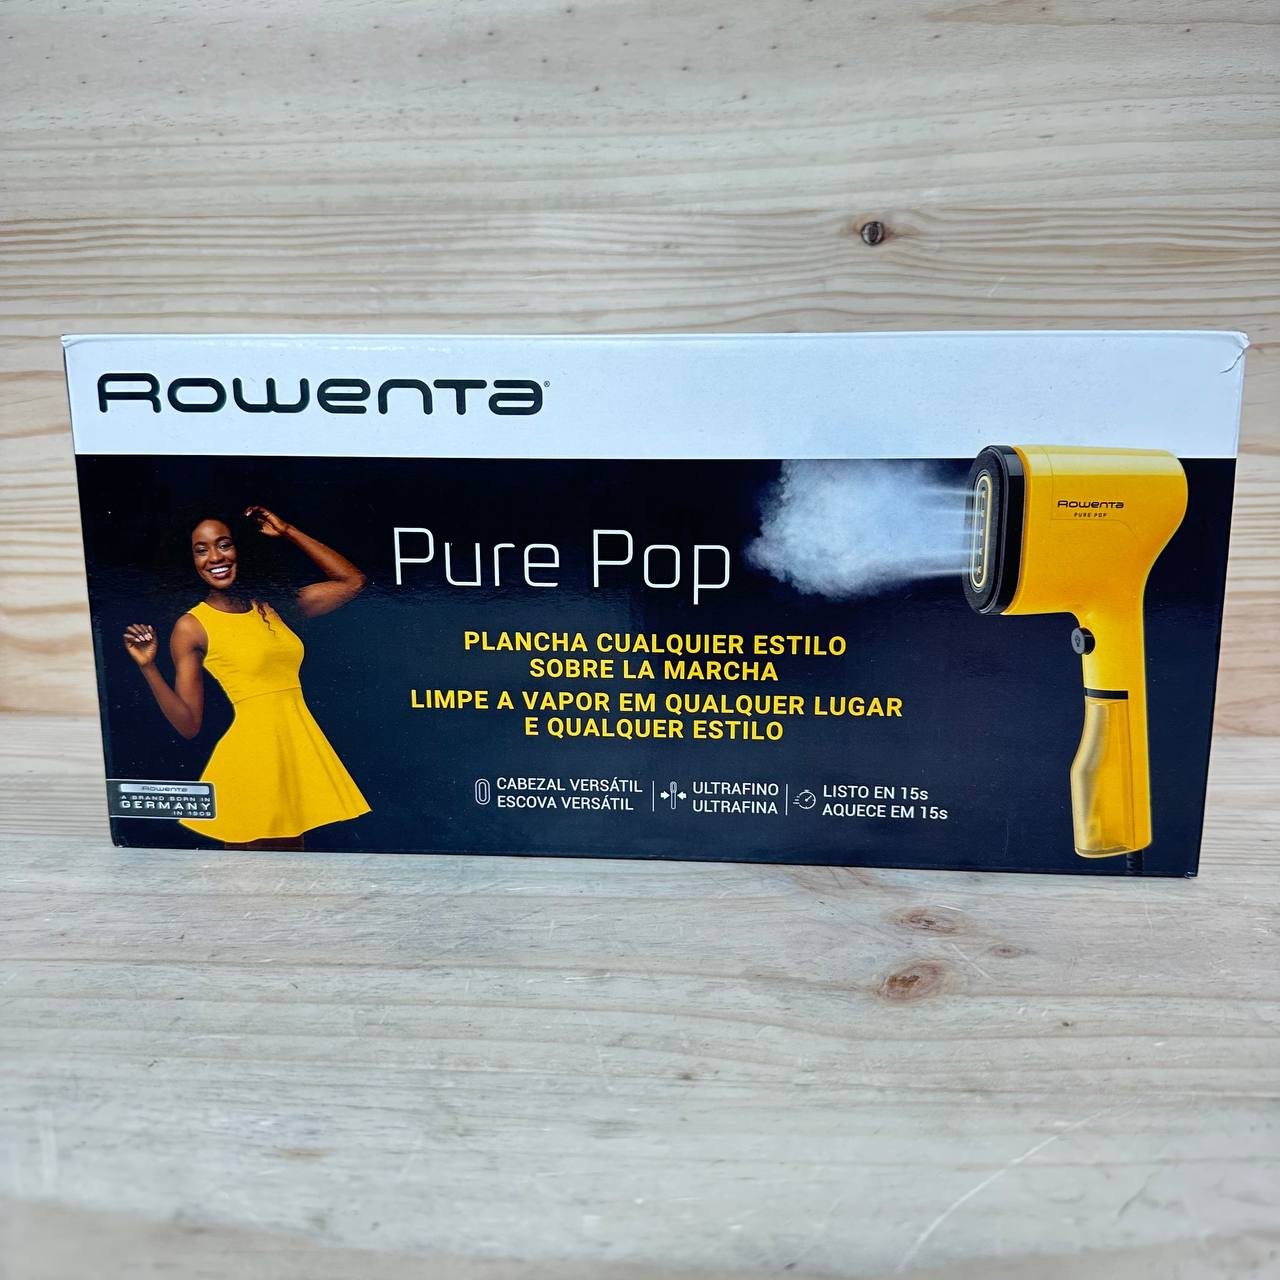 ROWENTA®
Pure Pop
PLANCHA CUALQUIER ESTILO
SOBRE LA MARCHA
LIMPE A VAPOR EM QUALQUER LUGAR
E QUALQUER ESTILO
CABEZAL VERSÁTIL
ESCOVA VERSÁTIL
ULTRAFINO
ULTRAFINA
LISTO EN 15s
AQUECE EM 15s
ROWENTA
PURE POP
ROWENTA
A BRAND BORN IN
GERMANY
IN 1909